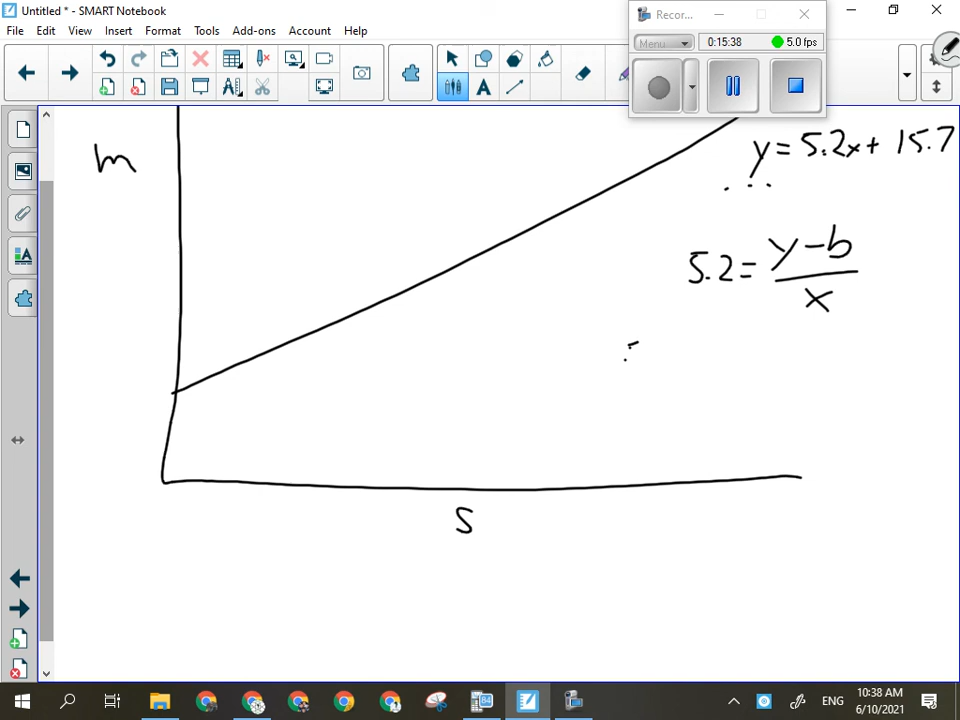 Untitled * - SMART Notebook
File Edit View Insert Format Tools Add-ons Account Help
Recor...
Menu 0:15:38 5.0 fps
m
y = 5.2x + 15.7
5.2 = y - b / x
s
ENG
10:38 AM
6/10/2021